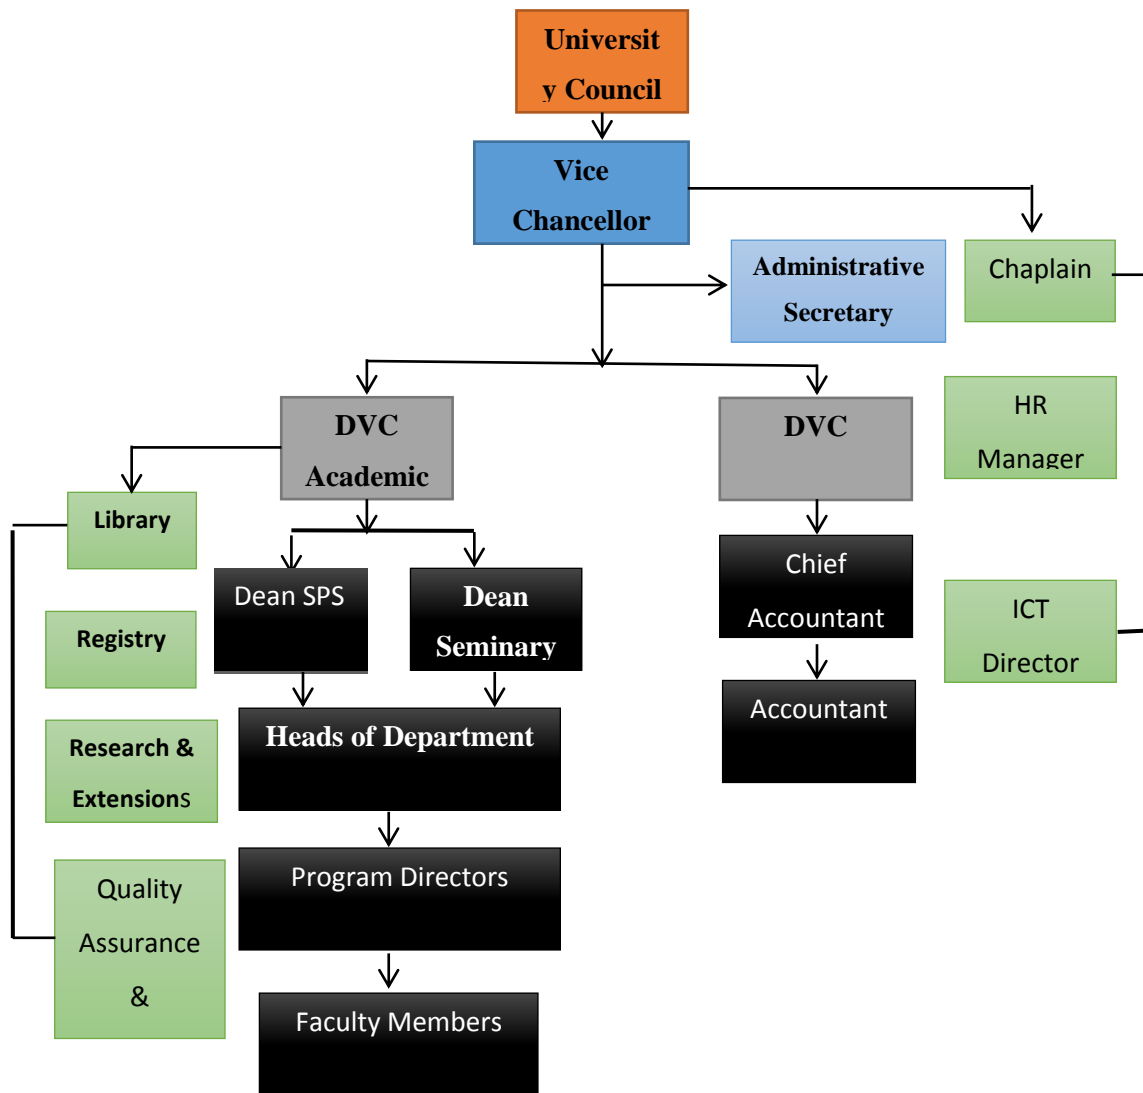 Universit
y Council
Vice
Chancellor
Administrative
Secretary
Chaplain
DVC
Academic
DVC
HR
Manager
Library
Dean SPS
Dean
Seminary
Chief
Accountant
ICT
Director
Registry
Accountant
Heads of Department
Research &
Extensions
Program Directors
Quality
Assurance
&
Faculty Members